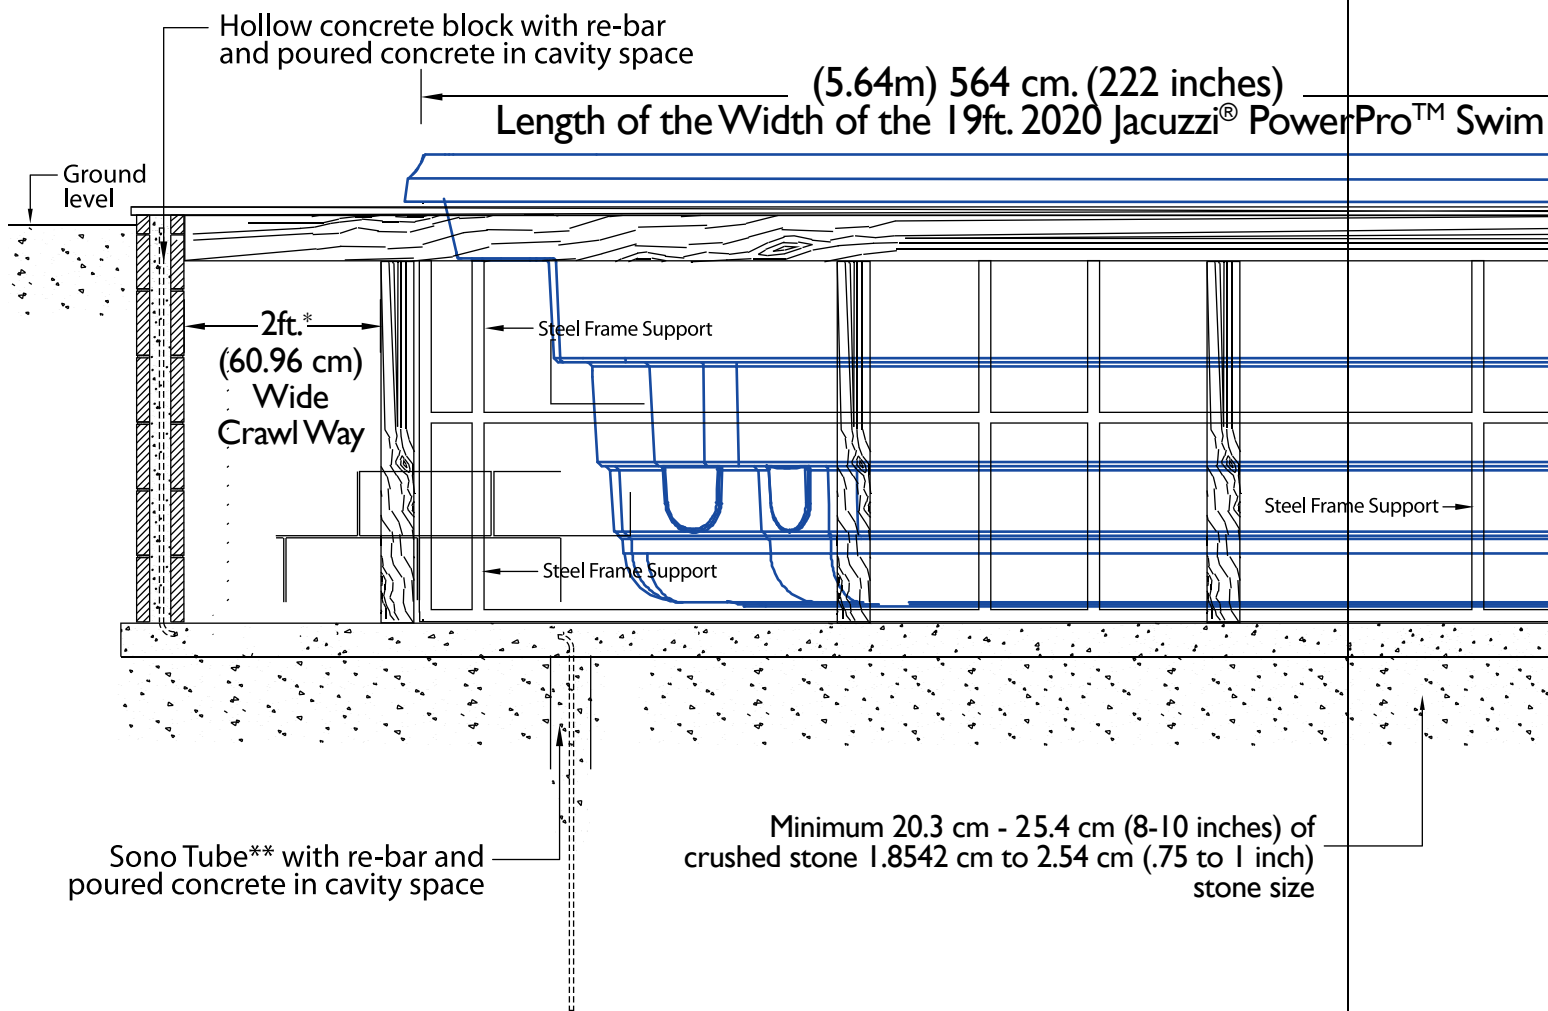 Hollow concrete block with re-bar
and poured concrete in cavity space
(5.64m) 564 cm. (222 inches)
Length of the Width of the 19ft. 2020 Jacuzzi® PowerPro™ Swim
Ground
level
2ft.*
(60.96 cm)
Wide
Crawl Way
Steel Frame Support
Steel Frame Support
Steel Frame Support
Sono Tube** with re-bar and
poured concrete in cavity space
Minimum 20.3 cm - 25.4 cm (8-10 inches) of
crushed stone 1.8542 cm to 2.54 cm (.75 to 1 inch)
stone size